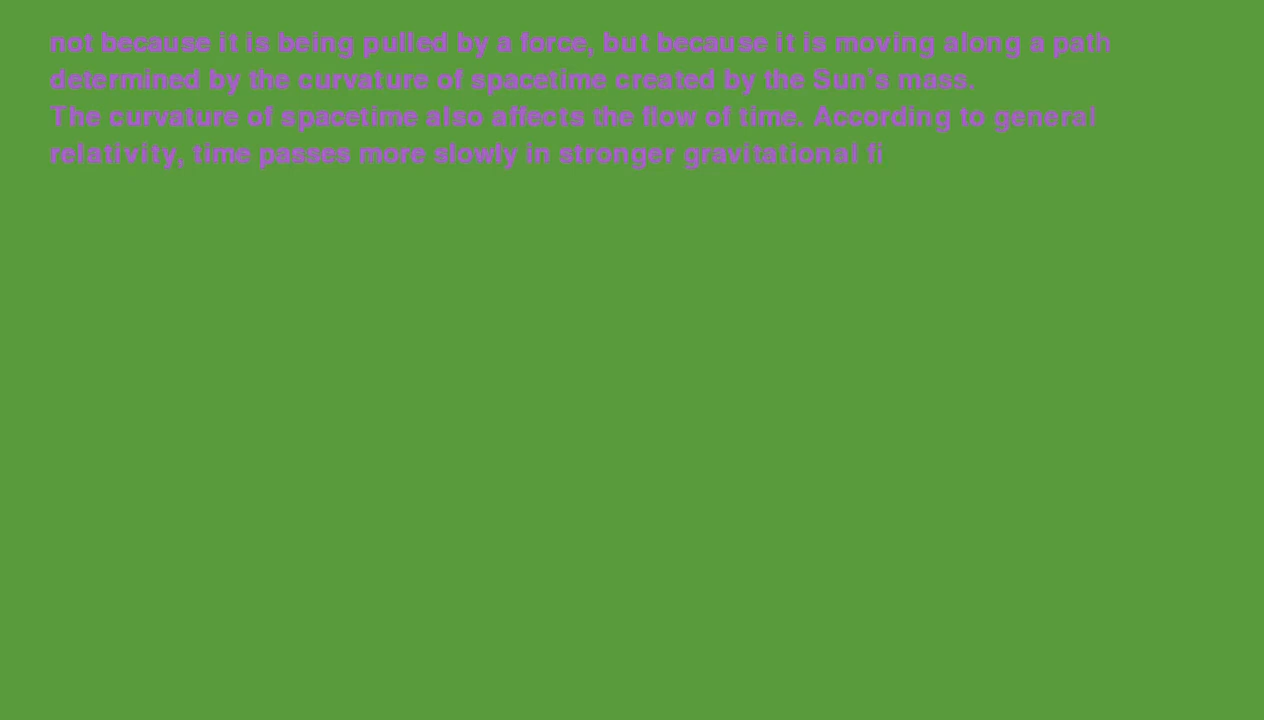 not because it is being pulled by a force, but because it is moving along a path
determined by the curvature of spacetime created by the Sun's mass.
The curvature of spacetime also affects the flow of time. According to general
relativity, time passes more slowly in stronger gravitational fi